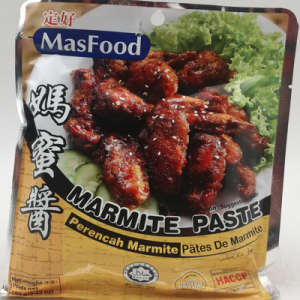 定好
MasFood
媽蜜醬
MARMITE PASTE
Perencah Marmite
Pâtes De Marmite
HACCP